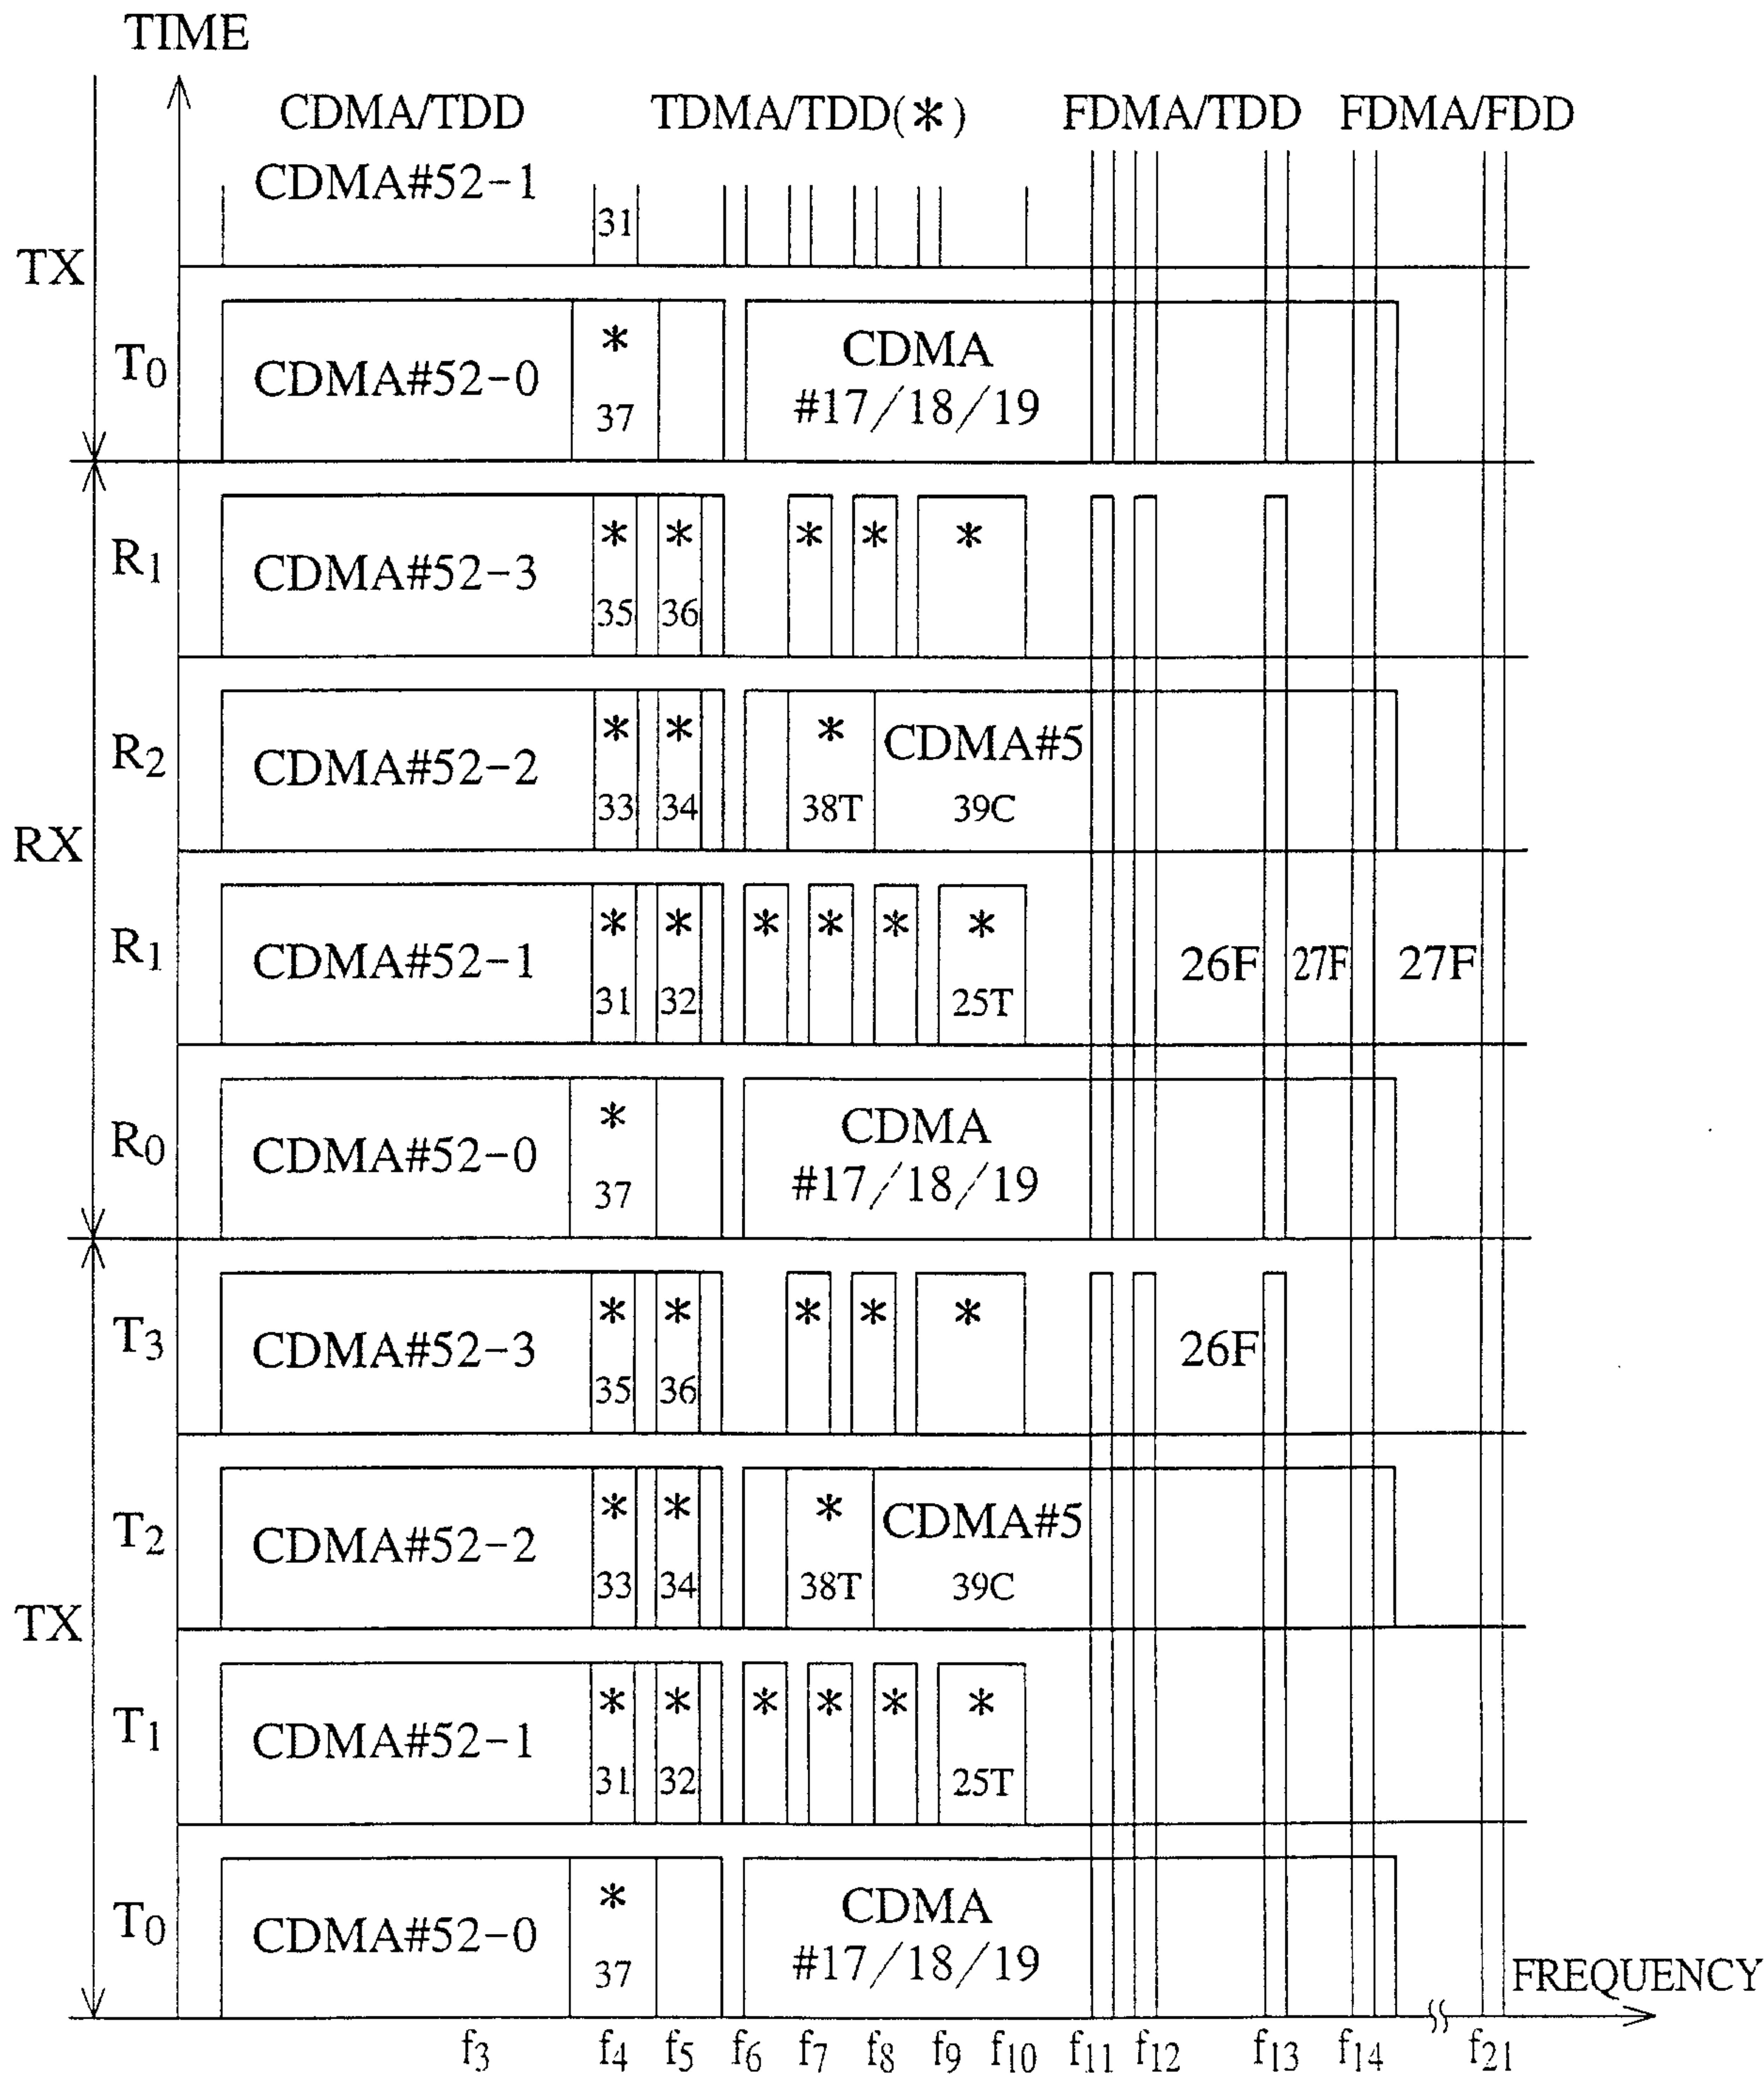 TIME
CDMA/TDD TDMA/TDD(*) FDMA/TDD FDMA/FDD
CDMA#52-1
31
TX
T0
CDMA#52-0
*
37
CDMA
#17/18/19
R1
CDMA#52-3
* * * * *
35 36
R2
CDMA#52-2
* * * CDMA#5
33 34 38T 39C
RX
R1
CDMA#52-1
* * * * * *
31 32 25T
26F 27F 27F
R0
CDMA#52-0
*
37
CDMA
#17/18/19
T3
CDMA#52-3
* * * * *
35 36
26F
T2
CDMA#52-2
* * * CDMA#5
33 34 38T 39C
TX
T1
CDMA#52-1
* * * * * *
31 32 25T
T0
CDMA#52-0
*
37
CDMA
#17/18/19
FREQUENCY
f3 f4 f5 f6 f7 f8 f9 f10 f11 f12 f13 f14 f21